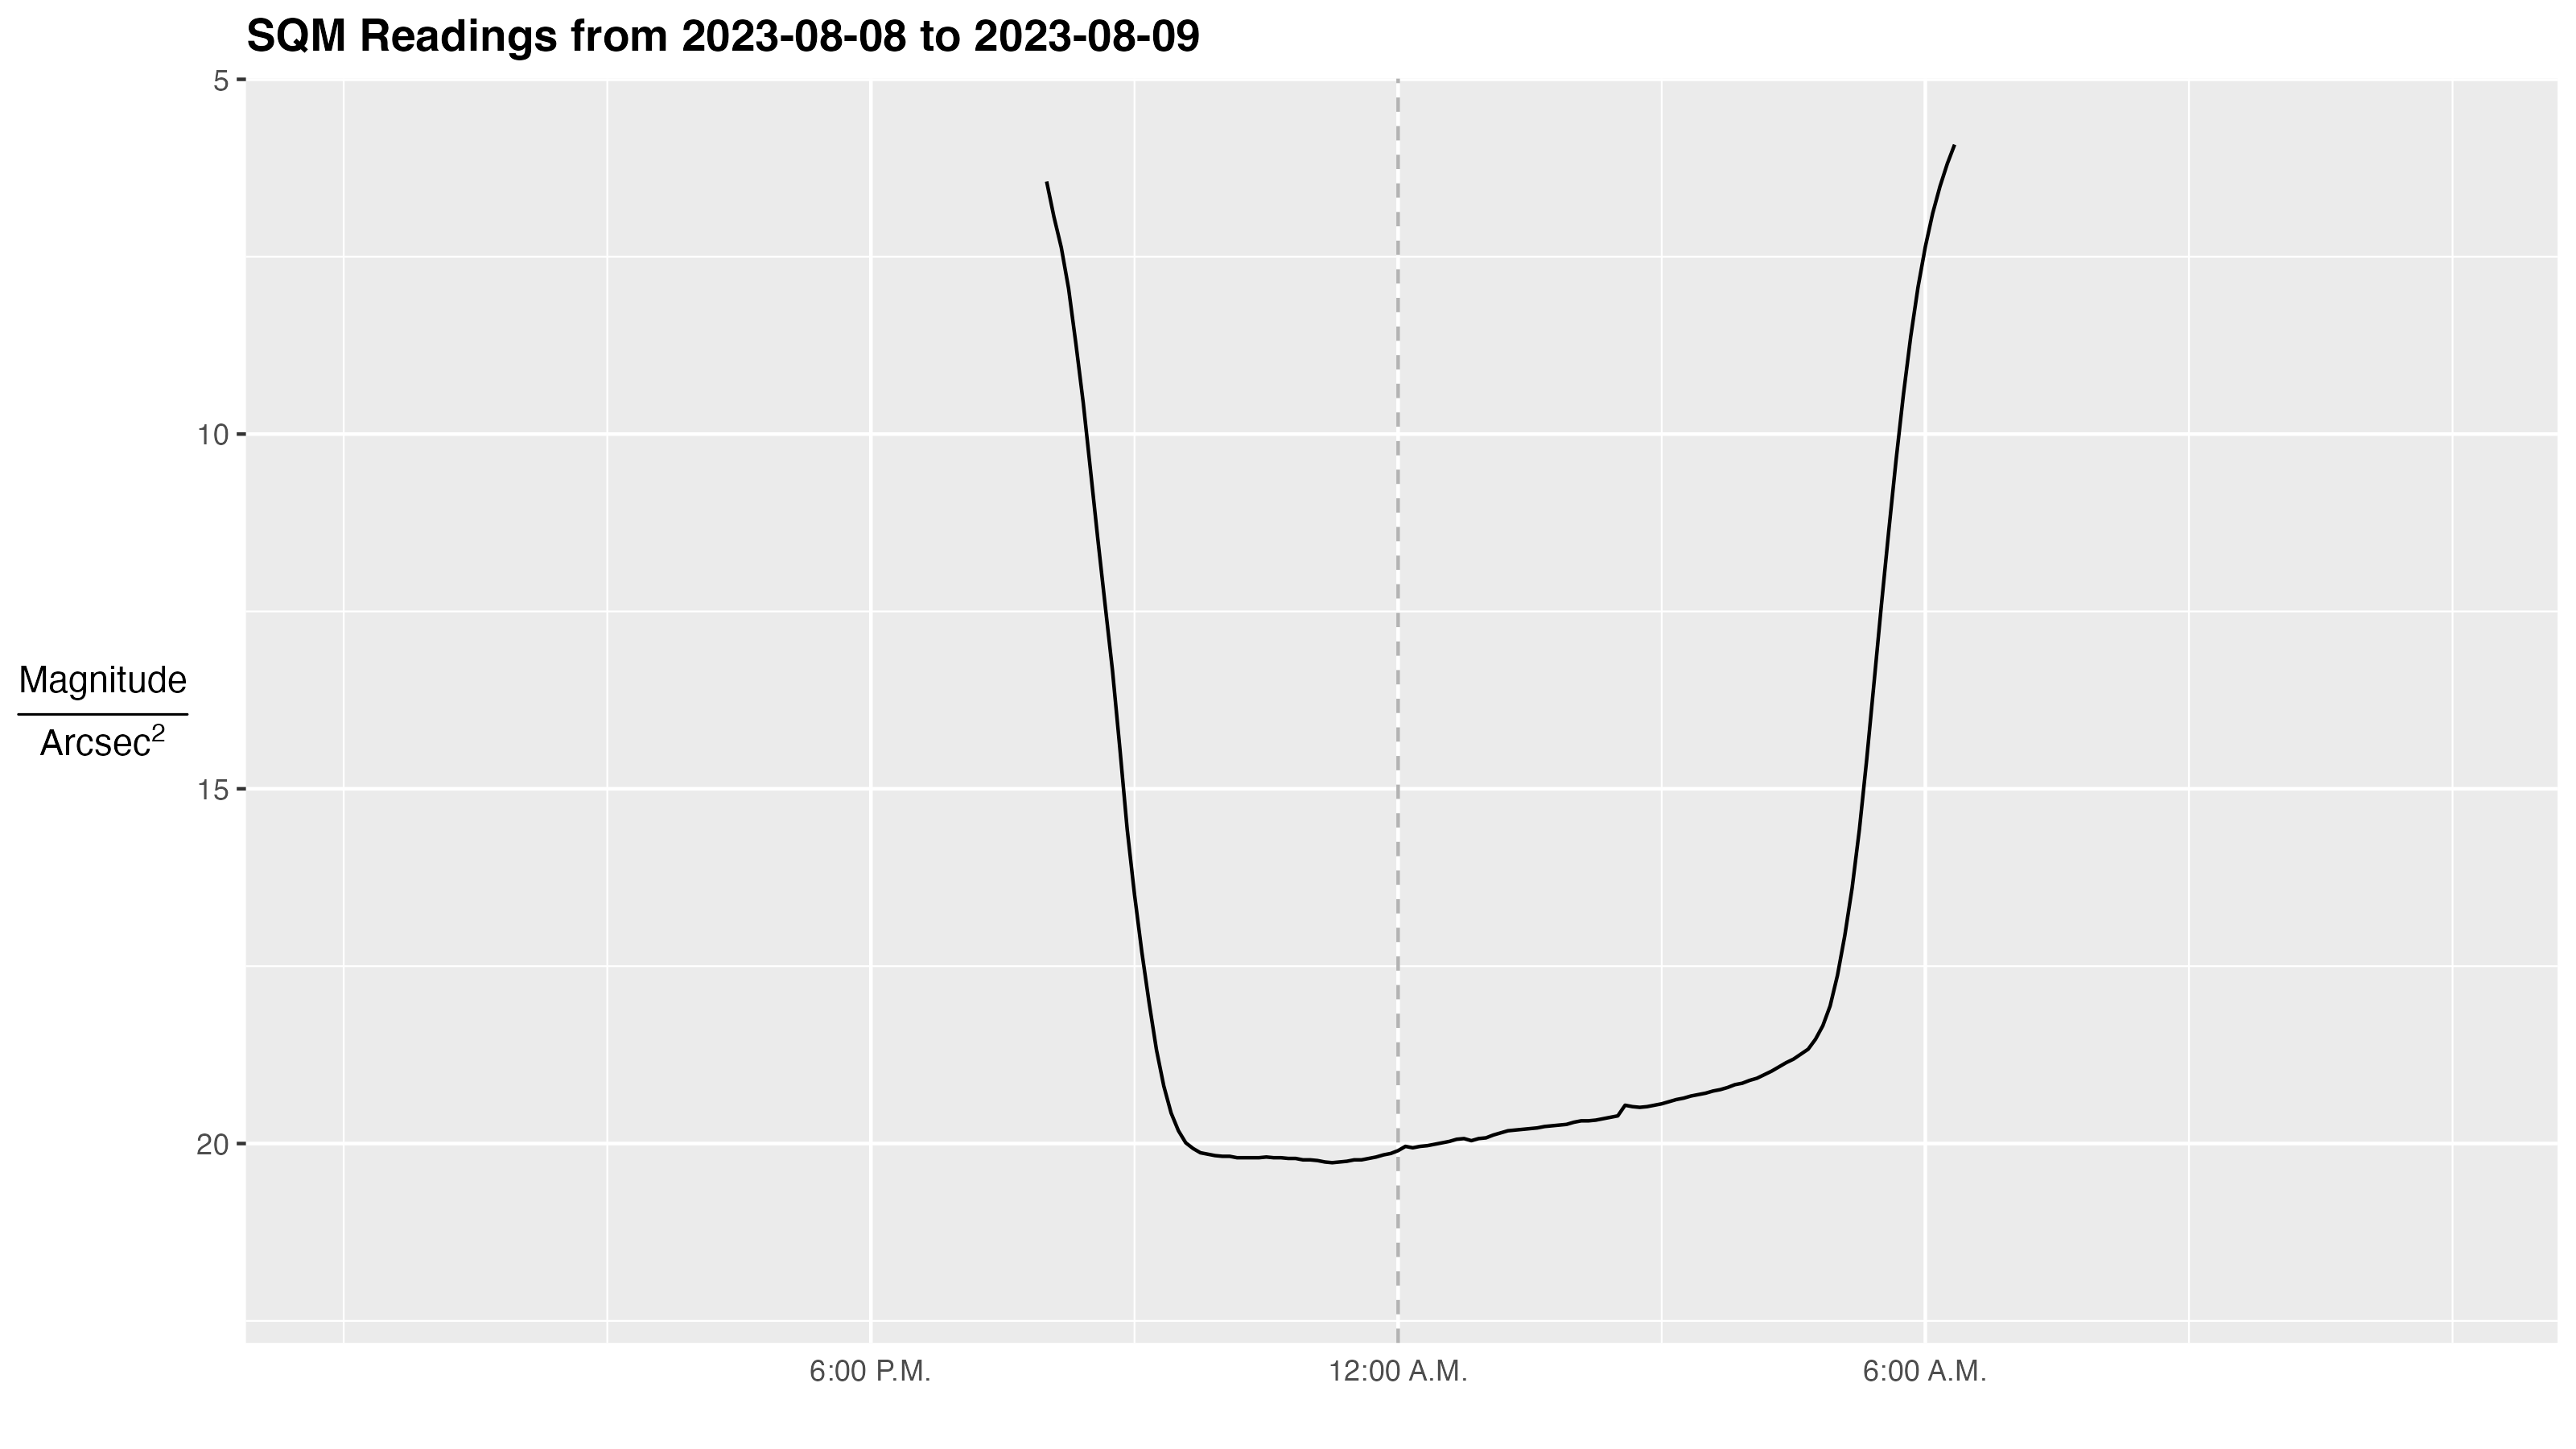 SQM Readings from 2023-08-08 to 2023-08-09
5
10
Magnitude
Arcsec²
15
20
6:00 P.M. 12:00 A.M. 6:00 A.M.